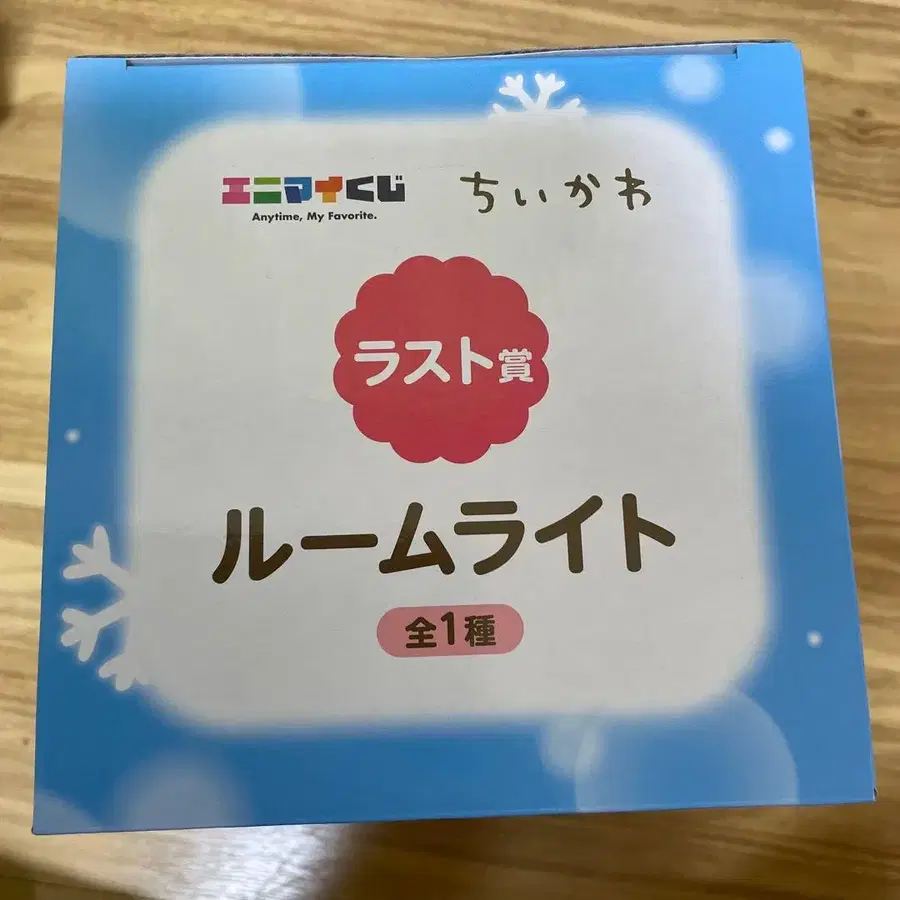 エニマイくじ ちいかわ
Anytime, My Favorite.
ラスト賞
ルームライト
全1種